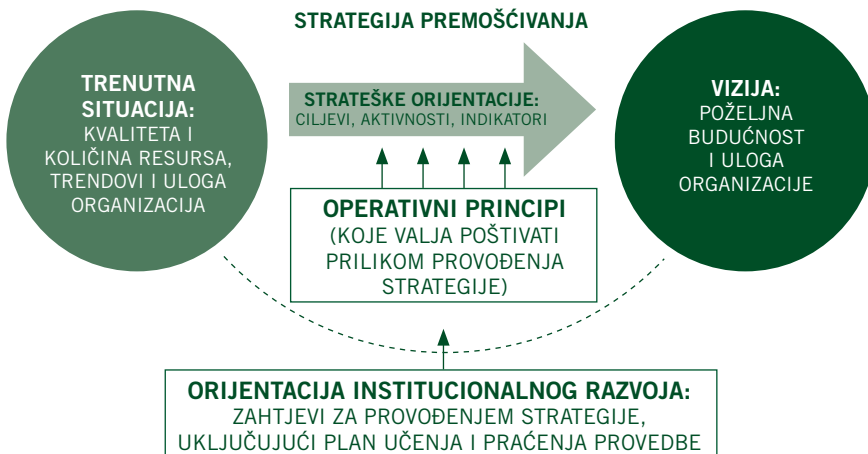 STRATEGIJA PREMOŠĆIVANJA
TRENUTNA
SITUACIJA:
KVALITETA I
KOLIČINA RESURSA,
TRENDOVI I ULOGA
ORGANIZACIJA
STRATEŠKE ORIJENTACIJE:
CILJEVI, AKTIVNOSTI, INDIKATORI
VIZIJA:
POŽELJNA
BUDUĆNOST
I ULOGA
ORGANIZACIJE
OPERATIVNI PRINCIPI
(KOJE VALJA POŠTIVATI
PRILIKOM PROVOĐENJA
STRATEGIJE)
ORIJENTACIJA INSTITUCIONALNOG RAZVOJA:
ZAHTJEVI ZA PROVOĐENJEM STRATEGIJE,
UKLJUČUJUĆI PLAN UČENJA I PRAĆENJA PROVEDBE